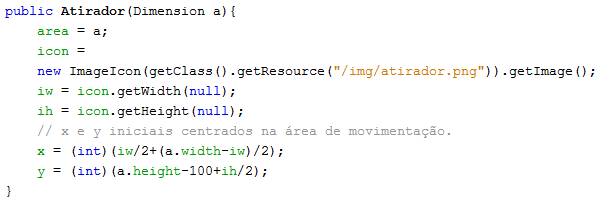 public Atirador(Dimension a){
area = a;
icon =
new ImageIcon(getClass().getResource("/img/atirador.png")).getImage();
iw = icon.getWidth(null);
ih = icon.getHeight(null);
// x e y iniciais centrados na área de movimentação.
x = (int)(iw/2+(a.width-iw)/2);
y = (int)(a.height-100+ih/2);
}